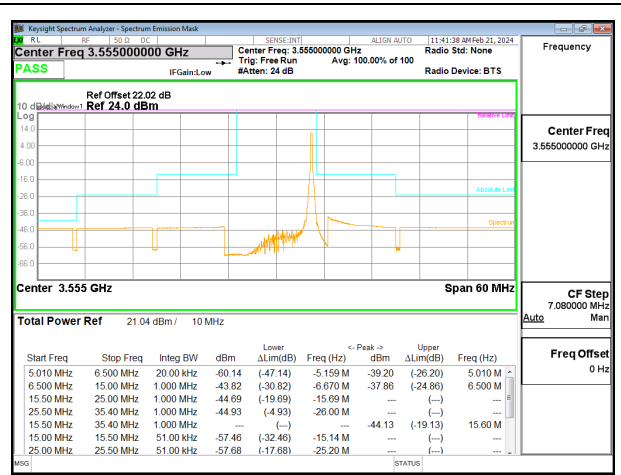 Keysight Spectrum Analyzer - Spectrum Emission Mask
RL RF 50 Ω DC SENSE:INT ALIGN AUTO 11:41:38 AM Feb 21, 2024
Center Freq 3.555000000 GHz
Center Freq: 3.555000000 GHz Radio Std: None
Trig: Free Run Avg: 100.00% of 100
PASS IFGain:Low #Atten: 24 dB Radio Device: BTS
Frequency
Ref Offset 22.02 dB
10 dB/div Window1 Ref 24.0 dBm
Log
Relative Limit
14.0
4.00
-6.00
-16.0
Absolute Limit
-26.0
-36.0
Spectrum
-46.0
-56.0
-66.0
Center 3.555 GHz Span 60 MHz
Center Freq
3.555000000 GHz
CF Step
7.080000 MHz
Auto Man
Freq Offset
0 Hz
Total Power Ref 21.04 dBm / 10 MHz
Lower <- Peak -> Upper
Start Freq Stop Freq Integ BW dBm ΔLim(dB) Freq (Hz) dBm ΔLim(dB) Freq (Hz)
5.010 MHz 6.500 MHz 20.00 kHz -60.14 (-47.14) -5.159 M -39.20 (-26.20) 5.010 M
6.500 MHz 15.00 MHz 1.000 MHz -43.82 (-30.82) -6.670 M -37.86 (-24.86) 6.500 M
15.50 MHz 25.00 MHz 1.000 MHz -44.69 (-19.69) -15.69 M --- (---) ---
25.50 MHz 35.40 MHz 1.000 MHz -44.93 (-4.93) -26.00 M --- (---) ---
15.50 MHz 35.40 MHz 1.000 MHz --- (---) --- -44.13 (-19.13) 15.60 M
15.00 MHz 15.50 MHz 51.00 kHz -57.46 (-32.46) -15.14 M --- (---) ---
25.00 MHz 25.50 MHz 51.00 kHz -57.68 (-17.68) -25.20 M --- (---) ---
MSG STATUS